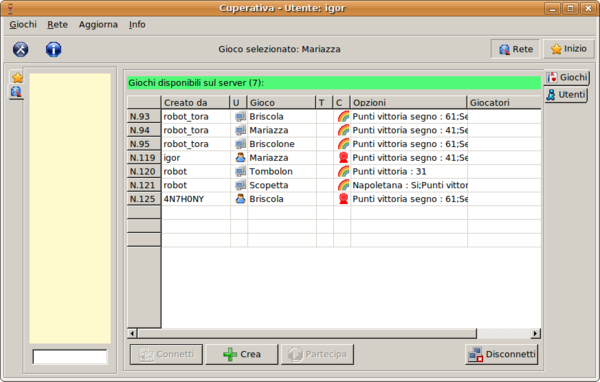 Cuperativa - Utente: igor
Giochi Rete Aggiorna Info
Gioco selezionato: Mariazza
Rete Inizio
Giochi disponibili sul server (7):
Giochi
Utenti
Creato da U Gioco T C Opzioni Giocatori
N.93 robot_tora Briscola Punti vittoria segno : 61;Se
N.94 robot_tora Mariazza Punti vittoria segno : 41;Se
N.95 robot_tora Briscolone Punti vittoria segno : 61;Se
N.119 igor Mariazza Punti vittoria segno : 41;Se
N.120 robot Tombolon Punti vittoria : 31
N.121 robot Scopetta Napoletana : Si;Punti vittor
N.125 4N7H0NY Briscola Punti vittoria segno : 61;Se
Connetti Crea Partecipa Disconnetti